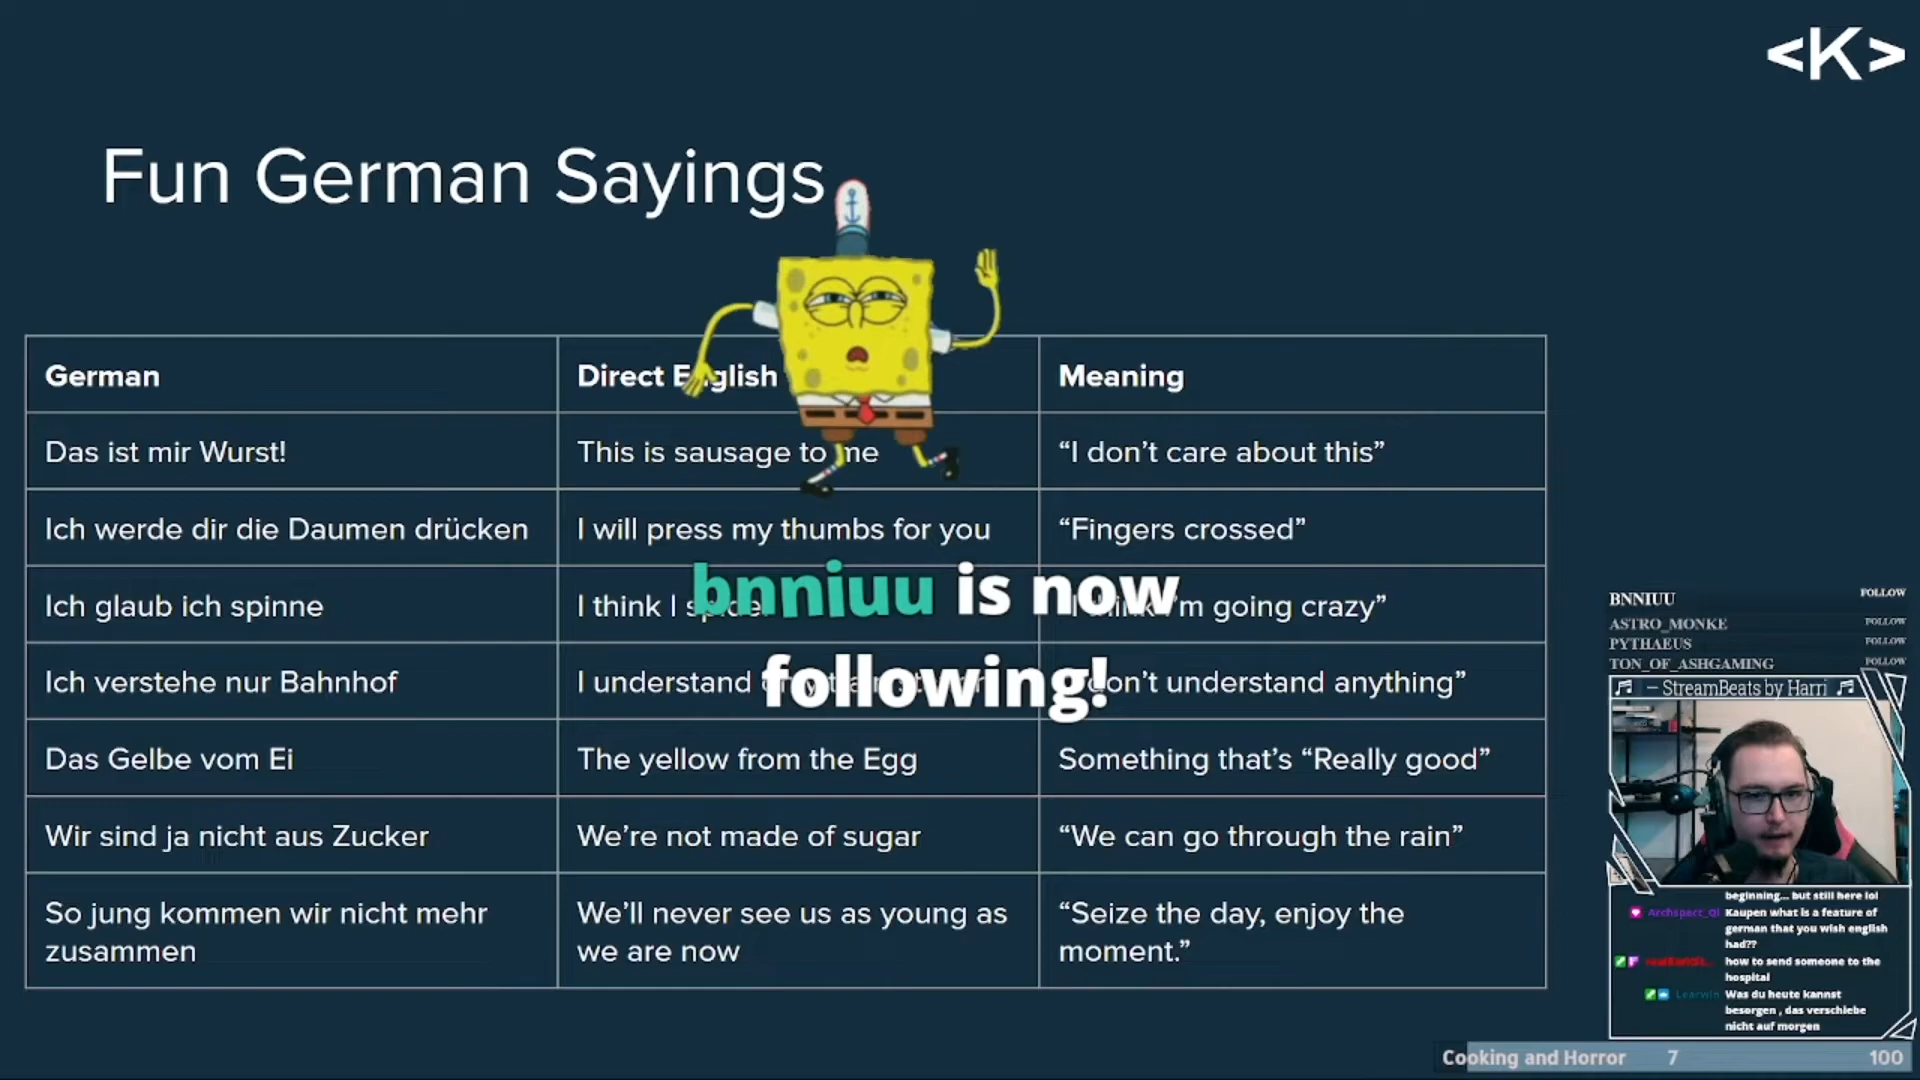 <K>
Fun German Sayings
German
Direct English
Meaning
Das ist mir Wurst!
This is sausage to me
“I don’t care about this”
Ich werde dir die Daumen drücken
I will press my thumbs for you
“Fingers crossed”
Ich glaub ich spinne
I think I
I'm going crazy”
bnniuu is now
following!
Ich verstehe nur Bahnhof
I understand
don’t understand anything”
Das Gelbe vom Ei
The yellow from the Egg
Something that’s “Really good”
Wir sind ja nicht aus Zucker
We’re not made of sugar
“We can go through the rain”
So jung kommen wir nicht mehr
zusammen
We’ll never see us as young as
we are now
“Seize the day, enjoy the
moment.”
BNNIUU FOLLOW
ASTRO_MONKE FOLLOW
PYTHAEUS FOLLOW
TON_OF_ASHGAMING FOLLOW
– StreamBeats by Harri
beginning... but still here lol
Kaupen what is a feature of
german that you wish english
had??
how to send someone to the
hospital
Learwin Was du heute kannst
besorgen , das verschiebe
nicht auf morgen
Cooking and Horror 7 100